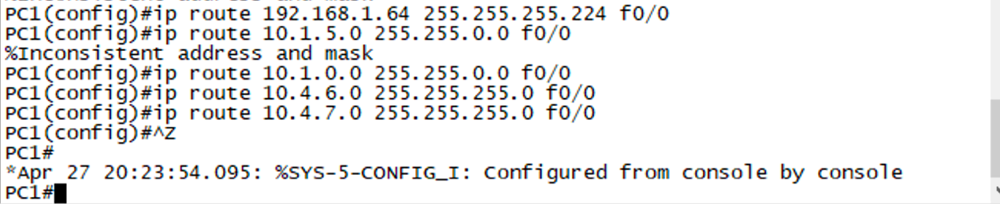 PC1(config)#ip route 192.168.1.64 255.255.255.224 f0/0
PC1(config)#ip route 10.1.5.0 255.255.0.0 f0/0
%Inconsistent address and mask
PC1(config)#ip route 10.1.0.0 255.255.0.0 f0/0
PC1(config)#ip route 10.4.6.0 255.255.255.0 f0/0
PC1(config)#ip route 10.4.7.0 255.255.255.0 f0/0
PC1(config)#^Z
PC1#
*Apr 27 20:23:54.095: %SYS-5-CONFIG_I: Configured from console by console
PC1#